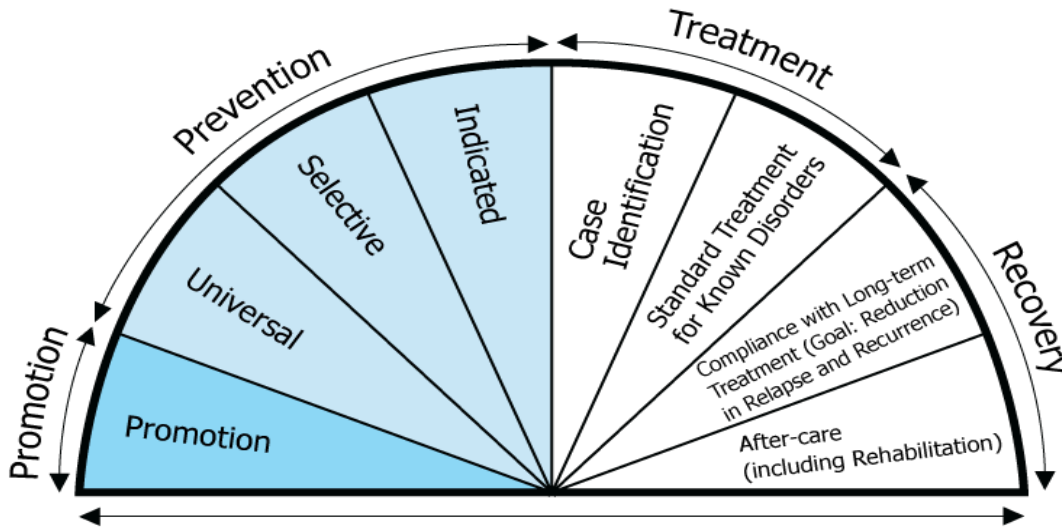 Promotion
Prevention
Treatment
Recovery
Promotion
Universal
Selective
Indicated
Case
Identification
Standard Treatment
for Known Disorders
Compliance with Long-term
Treatment (Goal: Reduction
in Relapse and Recurrence)
After-care
(including Rehabilitation)